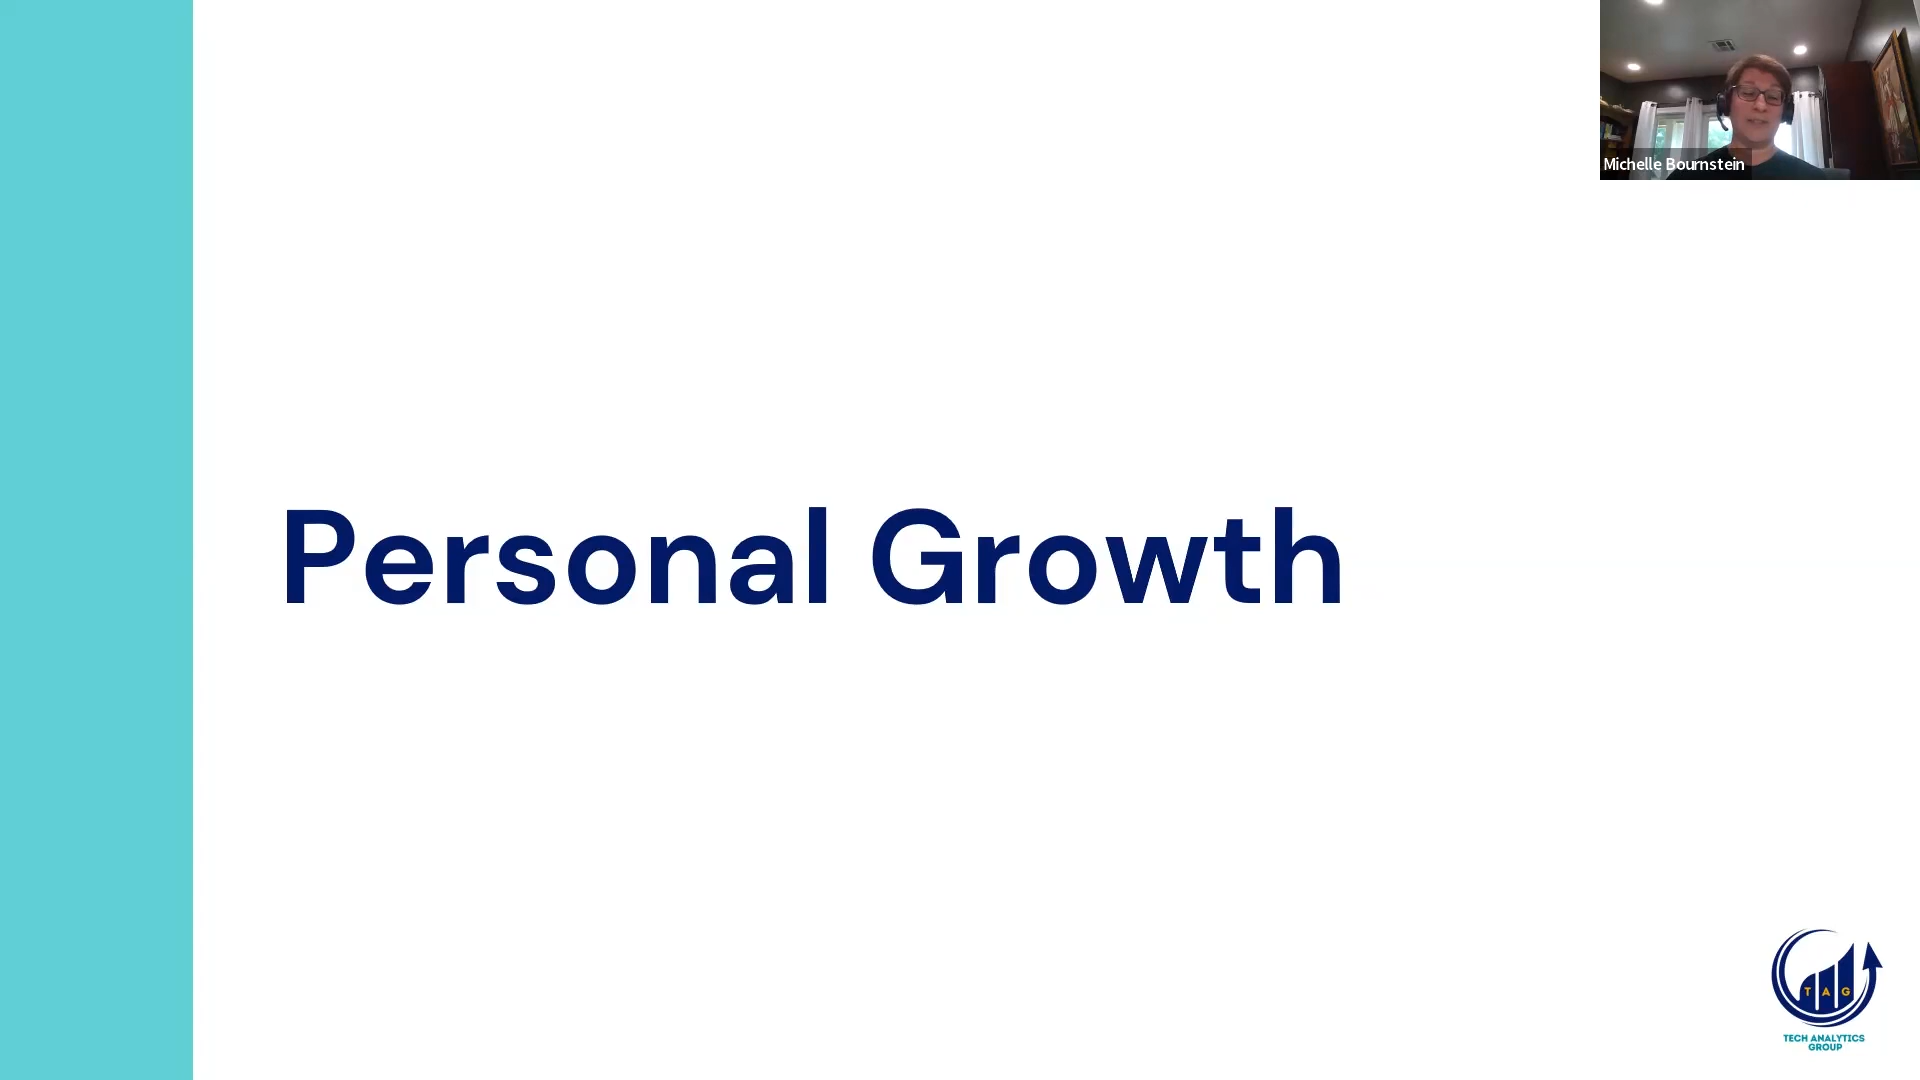 Michelle Bournstein
Personal Growth
T A G
TECH ANALYTICS
GROUP